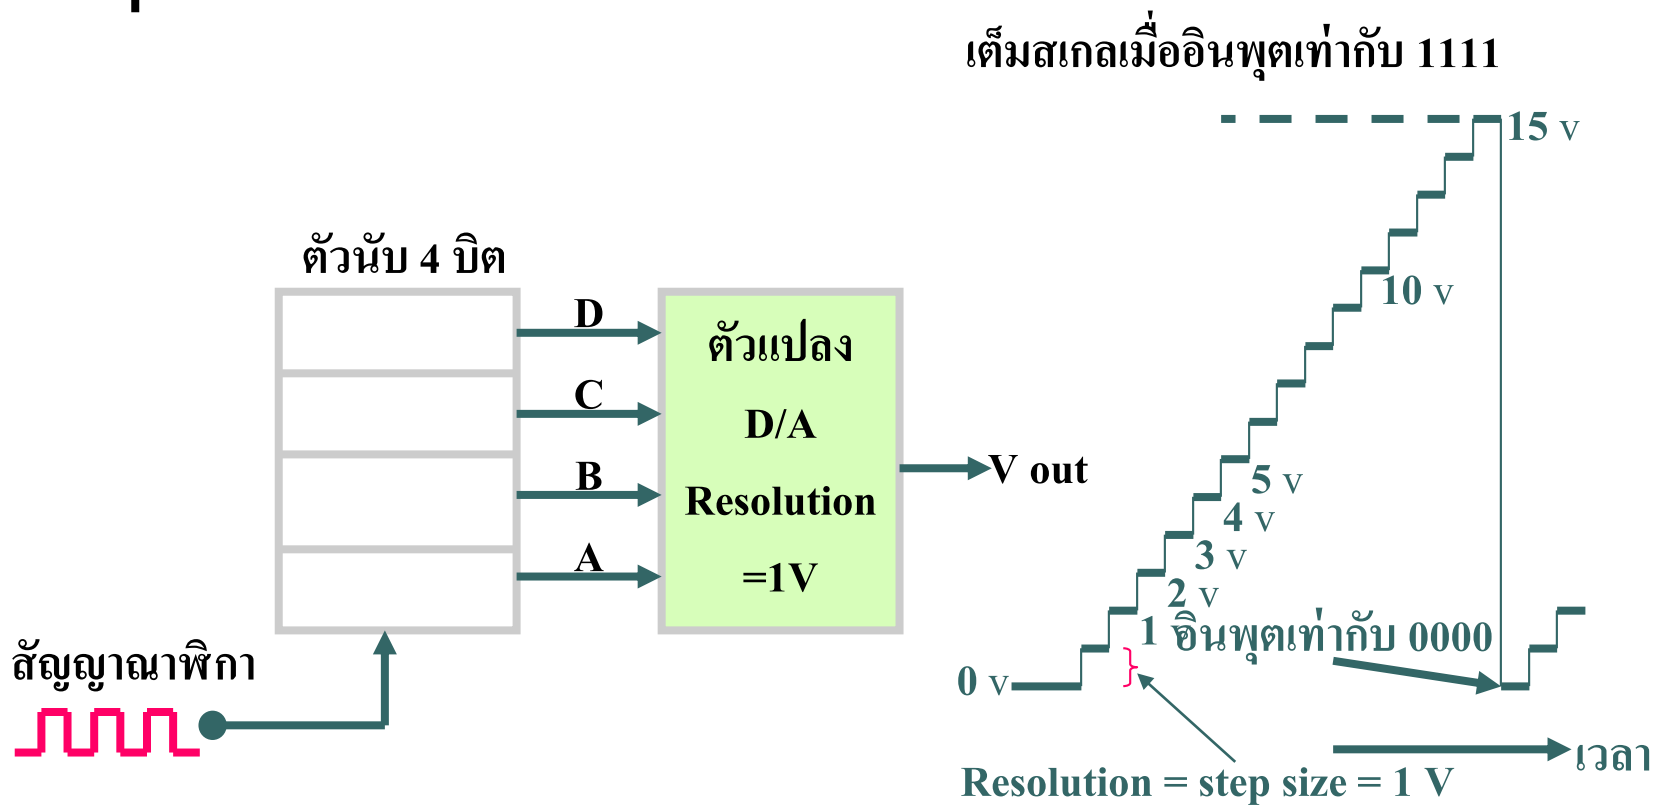 เต็มสเกลเมื่ออินพุตเท่ากับ 1111
15 v
10 v
5 v
4 v
3 v
2 v
1 v
อินพุตเท่ากับ 0000
0 v
Resolution = step size = 1 V
เวลา
ตัวนับ 4 บิต
D
C
B
A
ตัวแปลง
D/A
Resolution
=1V
V out
สัญญาณาฬิกา